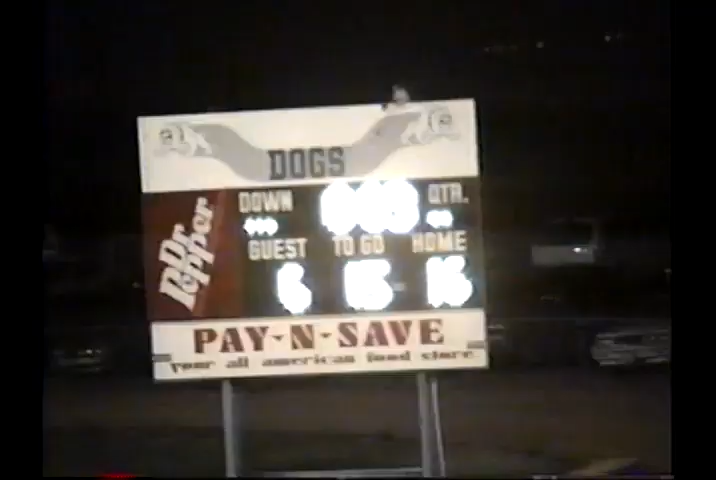 DOGS
DOWN QTR.
GUEST TO GO HOME
6 15 16
Dr Pepper
PAY-N-SAVE
your all american food store